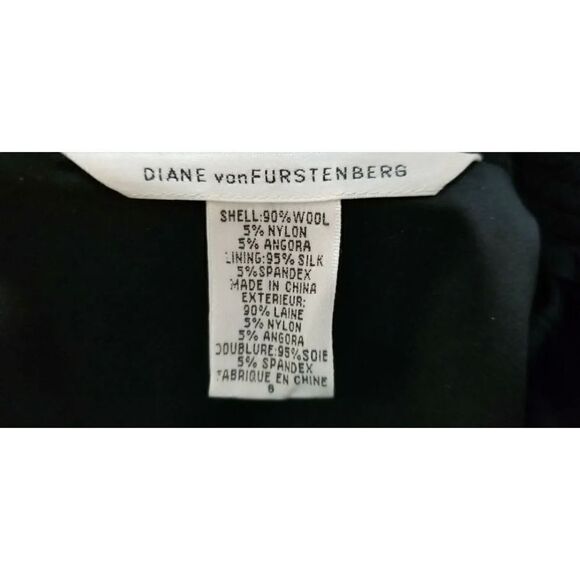 DIANE vonFURSTENBERG
SHELL:90% WOOL
5% NYLON
5% ANGORA
LINING:95% SILK
5% SPANDEX
MADE IN CHINA
EXTERIEUR:
90% LAINE
5% NYLON
5% ANGORA
DOUBLURE:95% SOIE
5% SPANDEX
FABRIQUE EN CHINE
6